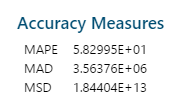 Accuracy Measures
MAPE 5.82995E+01
MAD 3.56376E+06
MSD 1.84404E+13